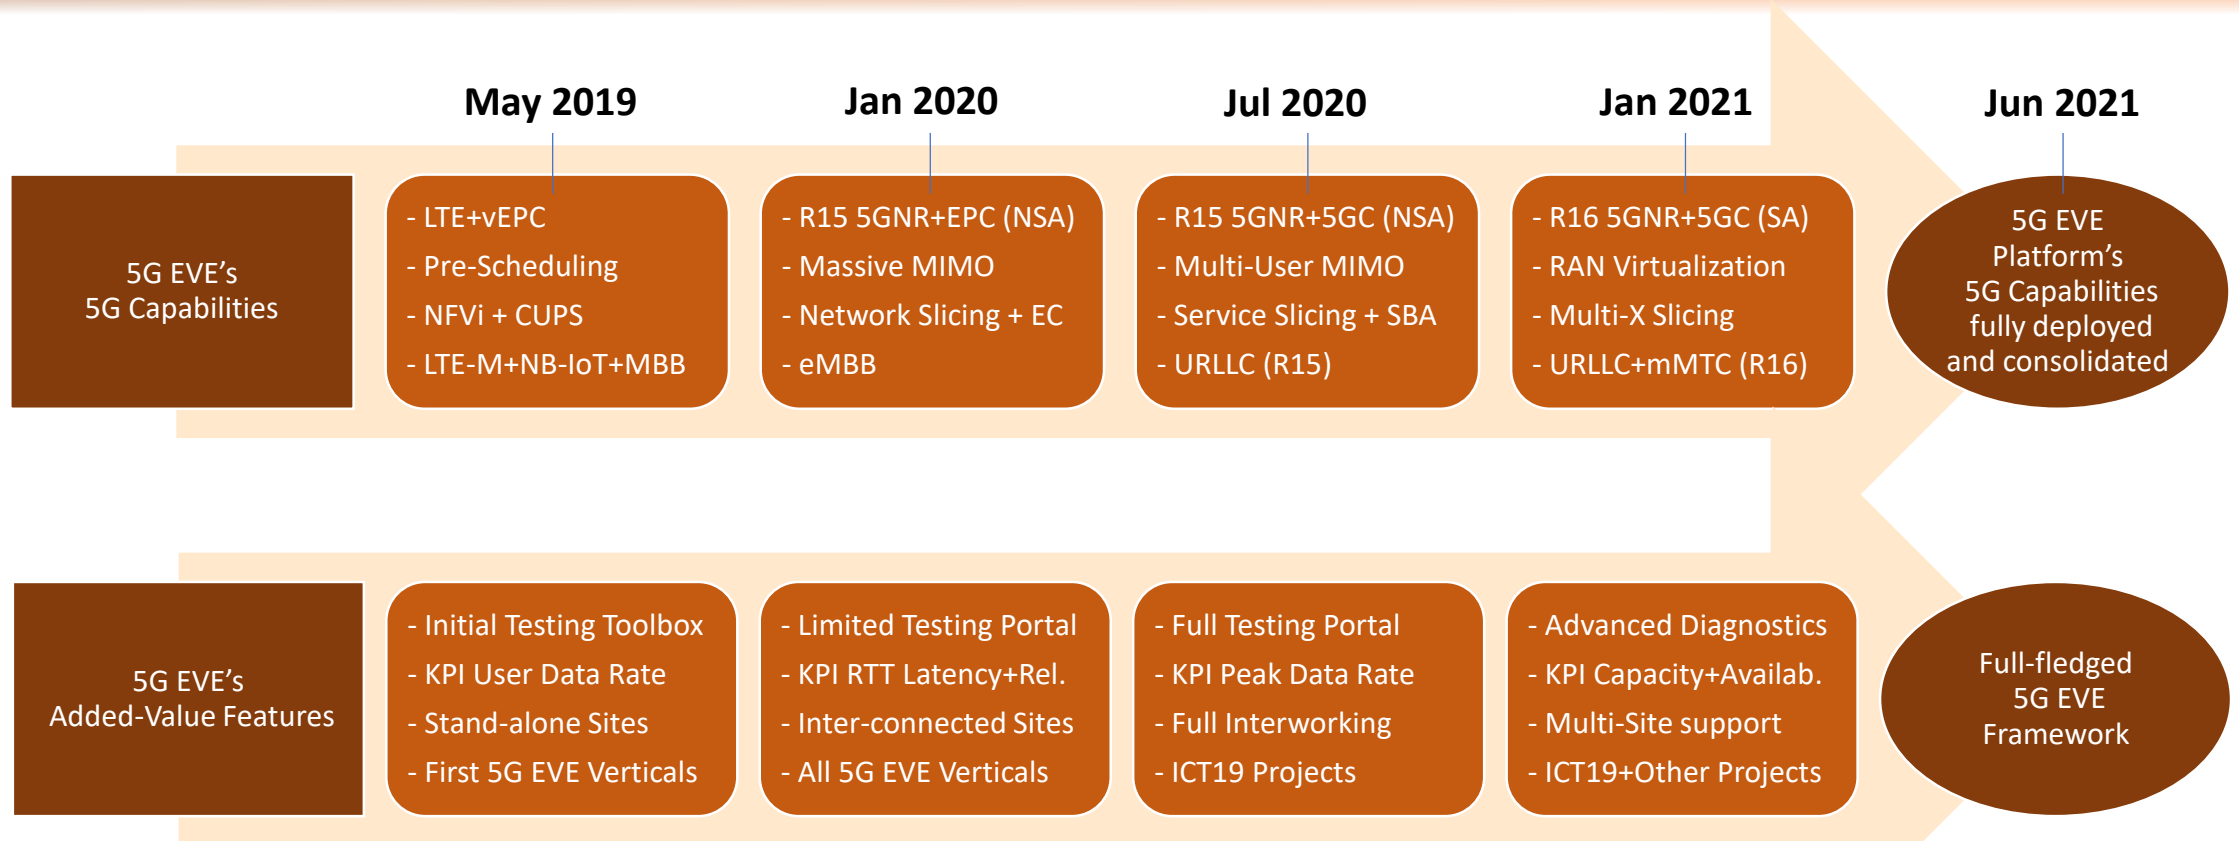 May 2019
Jan 2020
Jul 2020
Jan 2021
Jun 2021
5G EVE’s
5G Capabilities
- LTE+vEPC
- Pre-Scheduling
- NFVi + CUPS
- LTE-M+NB-IoT+MBB
- R15 5GNR+EPC (NSA)
- Massive MIMO
- Network Slicing + EC
- eMBB
- R15 5GNR+5GC (NSA)
- Multi-User MIMO
- Service Slicing + SBA
- URLLC (R15)
- R16 5GNR+5GC (SA)
- RAN Virtualization
- Multi-X Slicing
- URLLC+mMTC (R16)
5G EVE
Platform’s
5G Capabilities
fully deployed
and consolidated
5G EVE’s
Added-Value Features
- Initial Testing Toolbox
- KPI User Data Rate
- Stand-alone Sites
- First 5G EVE Verticals
- Limited Testing Portal
- KPI RTT Latency+Rel.
- Inter-connected Sites
- All 5G EVE Verticals
- Full Testing Portal
- KPI Peak Data Rate
- Full Interworking
- ICT19 Projects
- Advanced Diagnostics
- KPI Capacity+Availab.
- Multi-Site support
- ICT19+Other Projects
Full-fledged
5G EVE
Framework